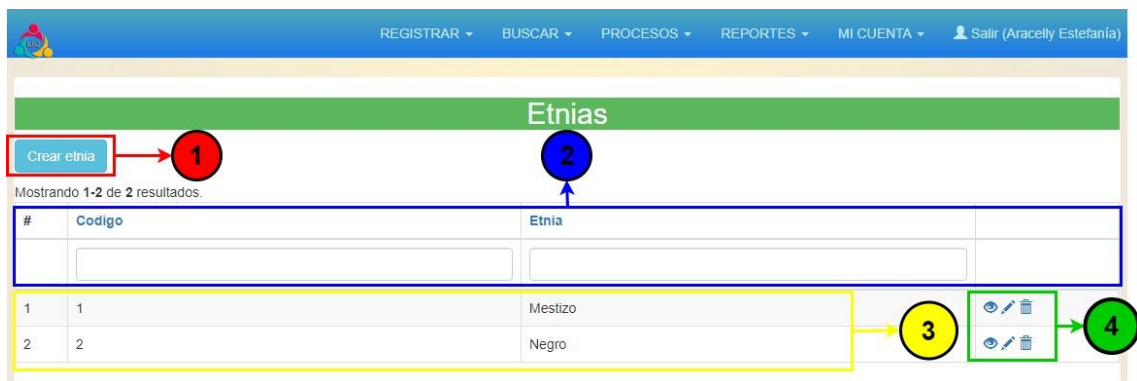 MG
REGISTRAR BUSCAR PROCESOS REPORTES MI CUENTA Salir (Aracelly Estefanía)
Etnias
Crear etnia 1 2
Mostrando 1-2 de 2 resultados.
# Codigo Etnia
1 1 Mestizo
2 2 Negro
3 4